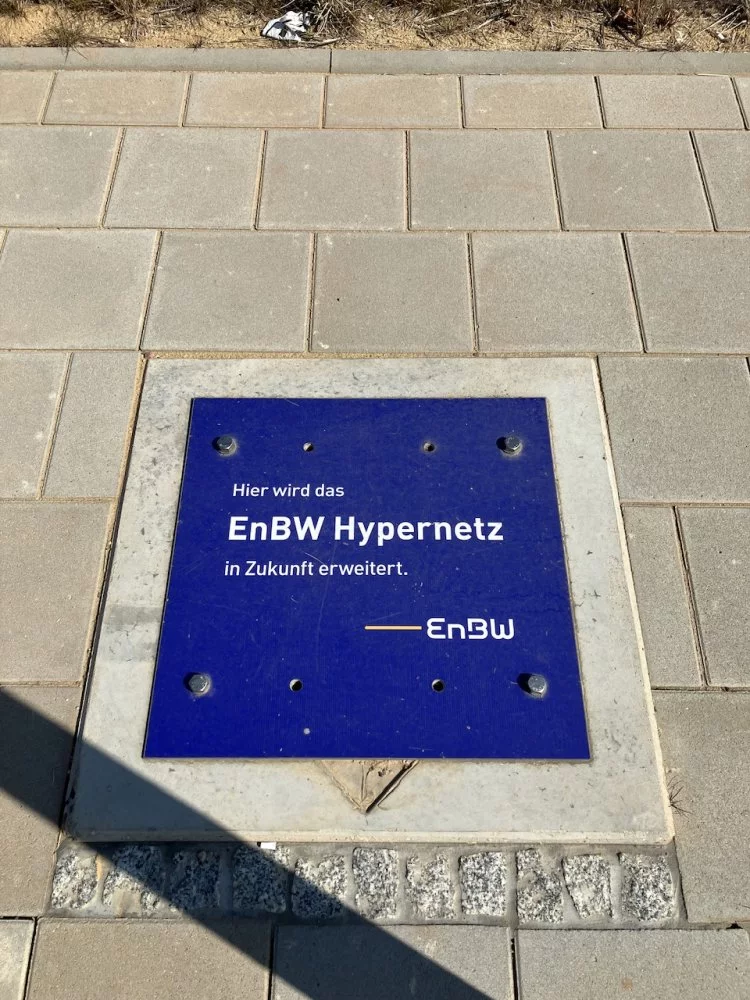 Hier wird das
EnBW Hypernetz
in Zukunft erweitert.
EnBW